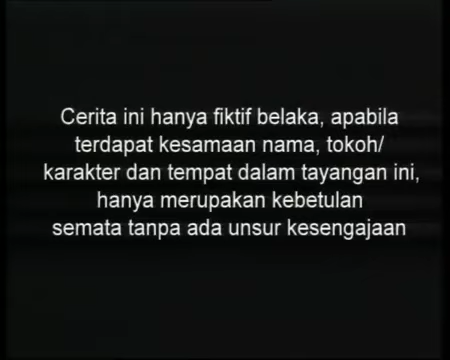 Cerita ini hanya fiktif belaka, apabila
terdapat kesamaan nama, tokoh/
karakter dan tempat dalam tayangan ini,
hanya merupakan kebetulan
semata tanpa ada unsur kesengajaan